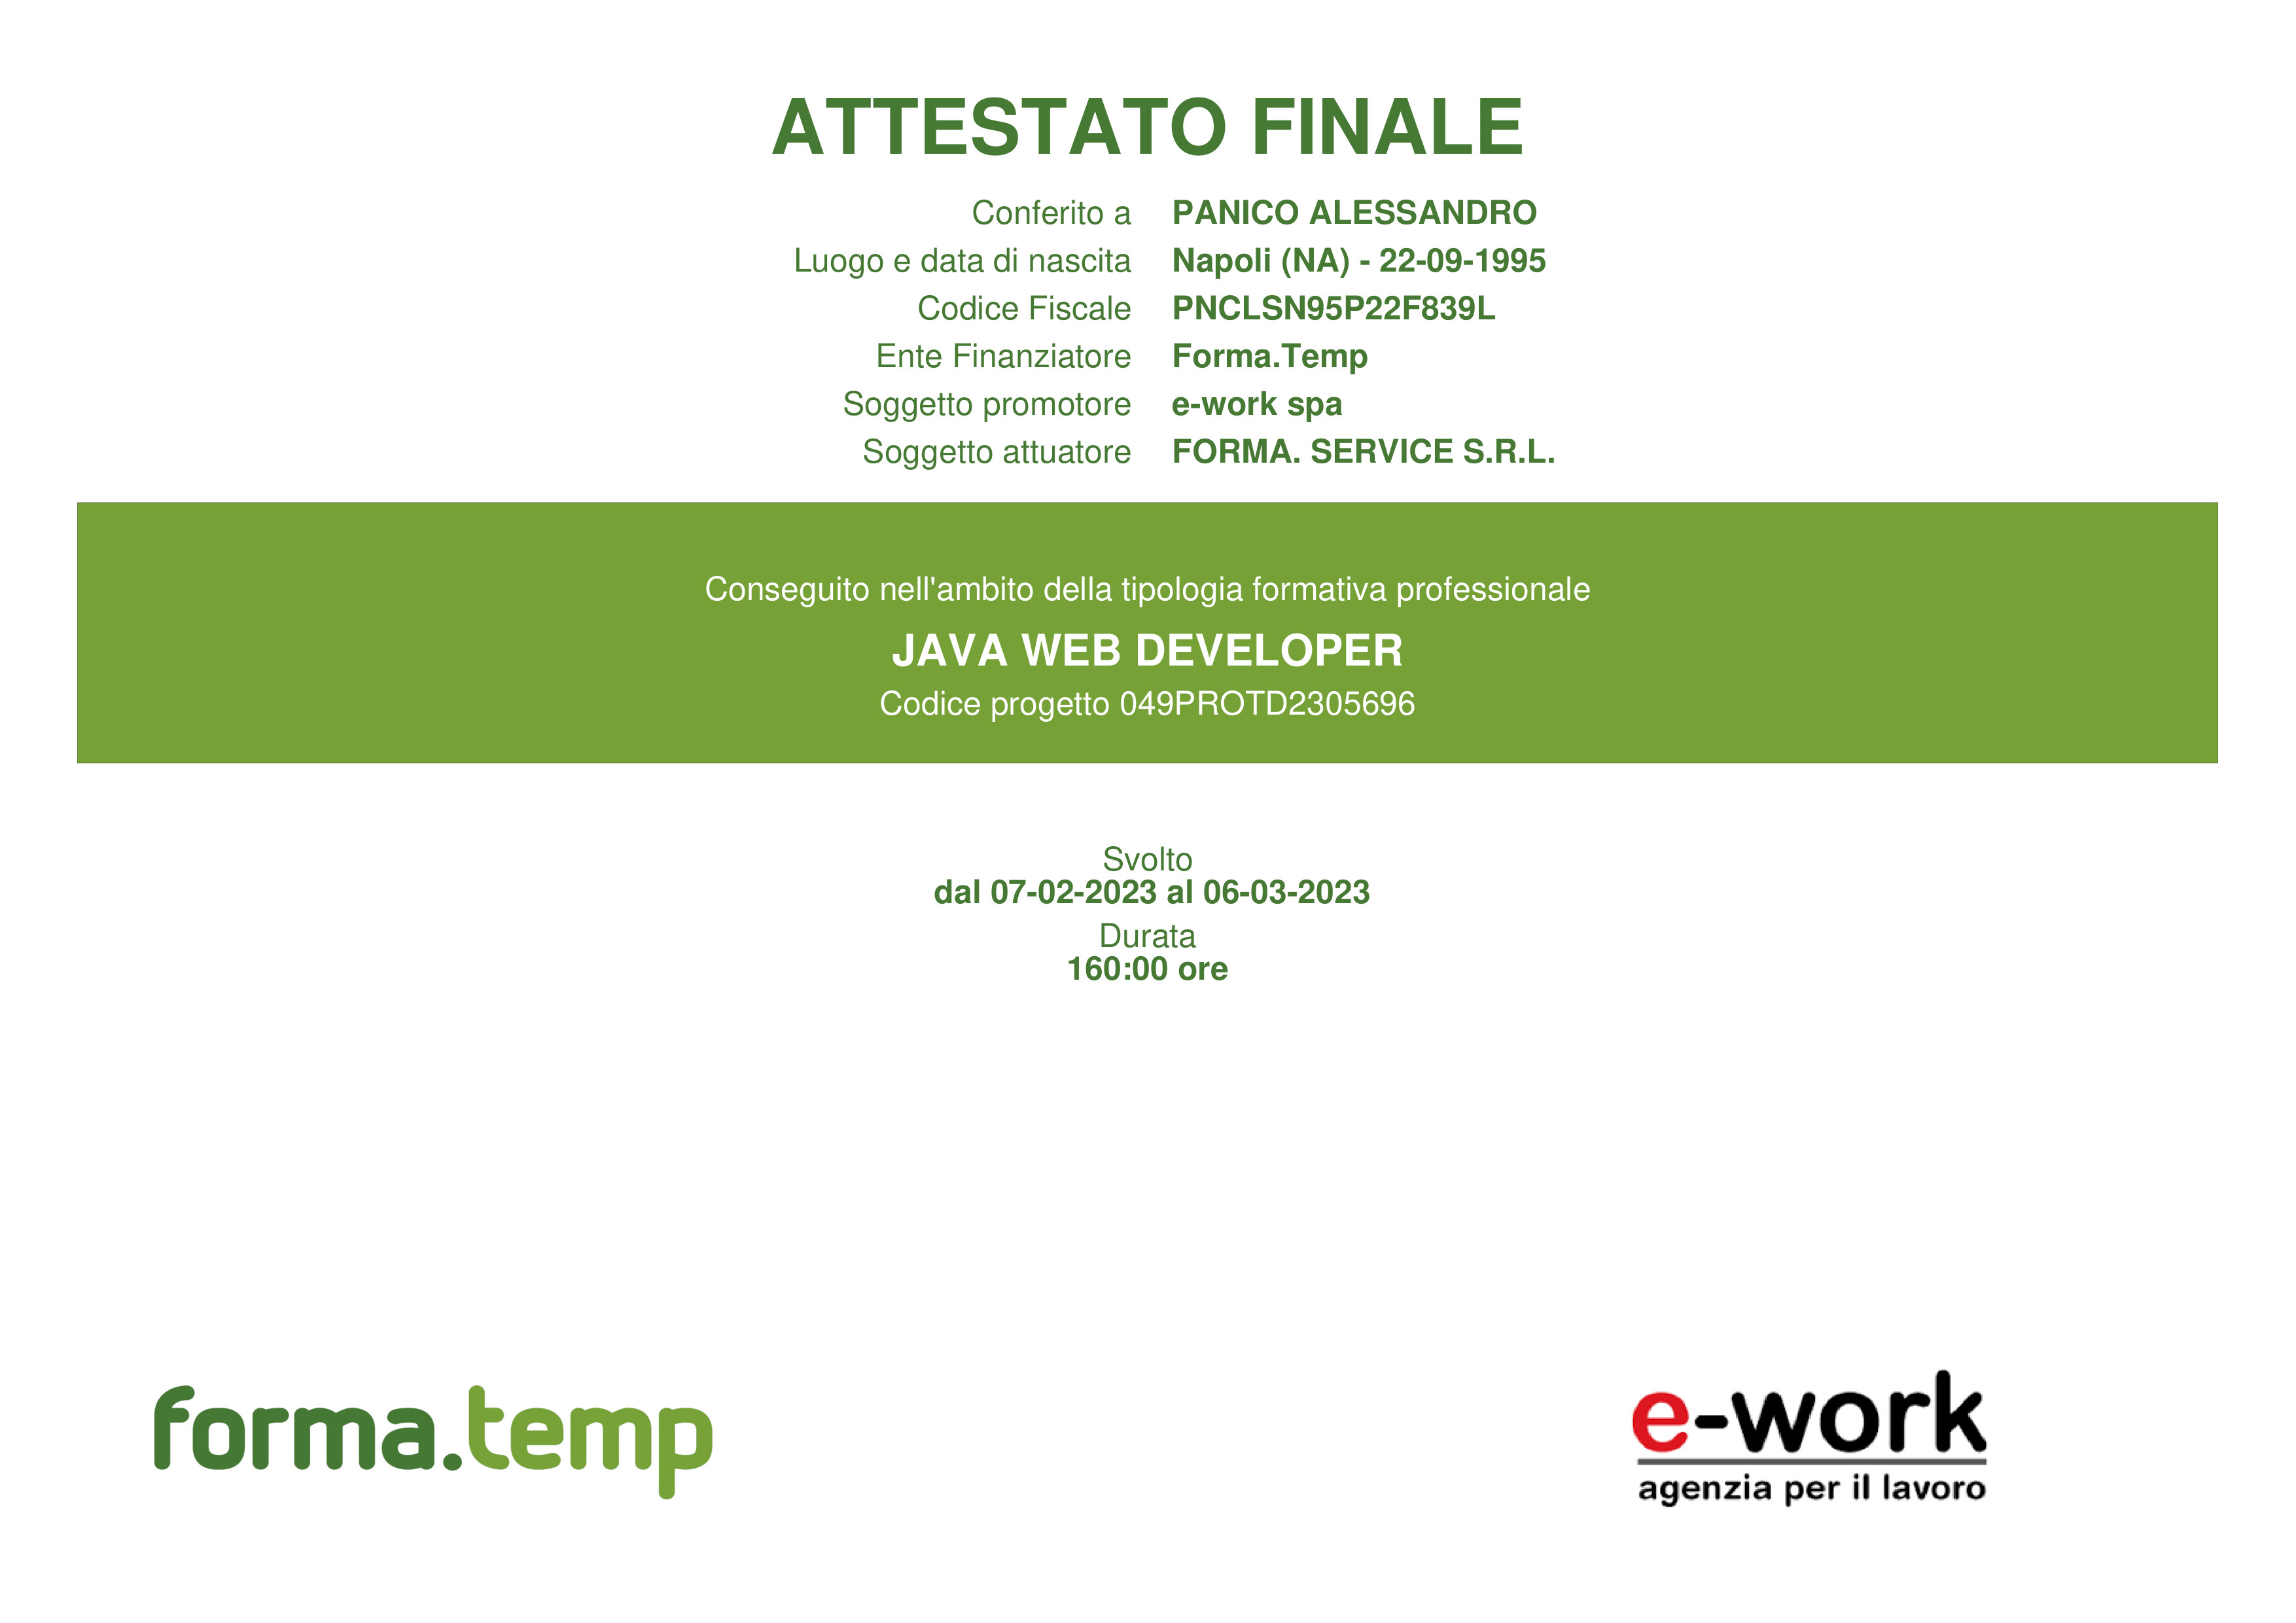 ATTESTATO FINALE
Conferito a PANICO ALESSANDRO
Luogo e data di nascita Napoli (NA) - 22-09-1995
Codice Fiscale PNCLSN95P22F839L
Ente Finanziatore Forma.Temp
Soggetto promotore e-work spa
Soggetto attuatore FORMA. SERVICE S.R.L.
Conseguito nell'ambito della tipologia formativa professionale
JAVA WEB DEVELOPER
Codice progetto 049PROTD2305696
Svolto
dal 07-02-2023 al 06-03-2023
Durata
160:00 ore
forma.temp
e-work
agenzia per il lavoro